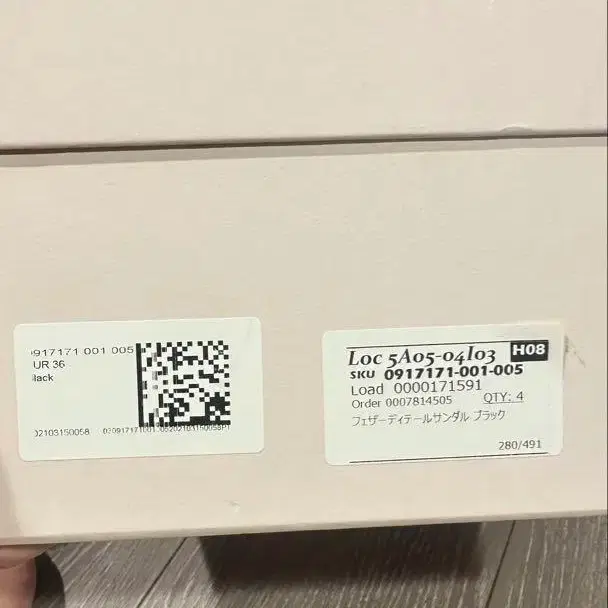 0917171 001 005
UR 36
lack
02103150058
Loc 5A05-04I03 H08
SKU 0917171-001-005
Load 0000171591
Order 0007814505 QTY: 4
フェザーディテールサンダル ブラック
280/491